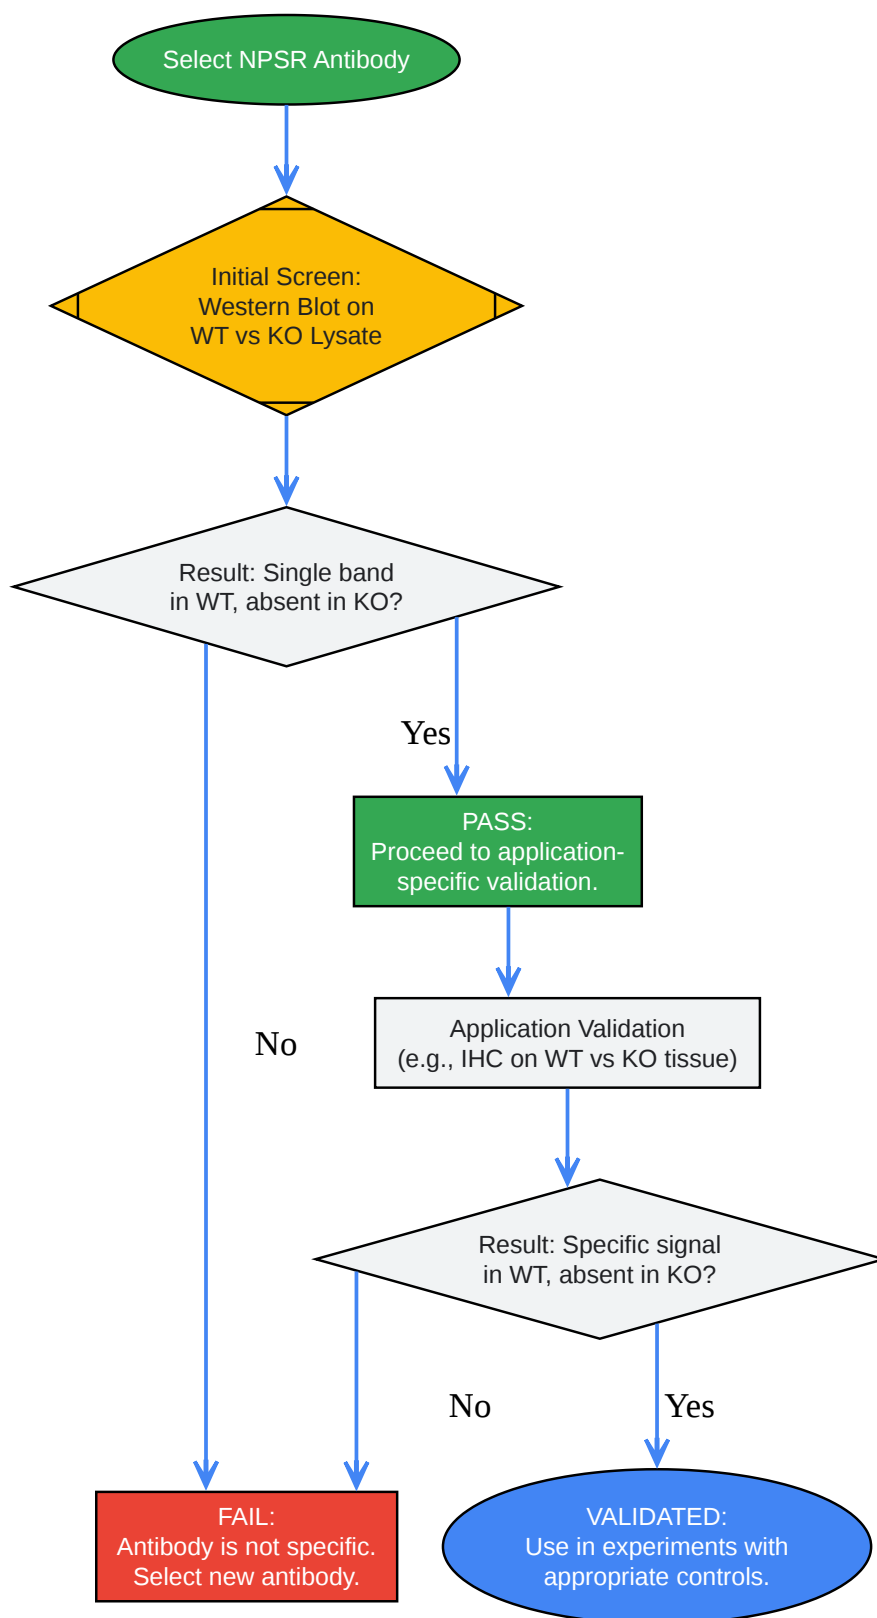 Select NPSR Antibody
Initial Screen:
Western Blot on
WT vs KO Lysate
Result: Single band
in WT, absent in KO?
Yes
PASS:
Proceed to application-
specific validation.
No
Application Validation
(e.g., IHC on WT vs KO tissue)
Result: Specific signal
in WT, absent in KO?
No
Yes
FAIL:
Antibody is not specific.
Select new antibody.
VALIDATED:
Use in experiments with
appropriate controls.